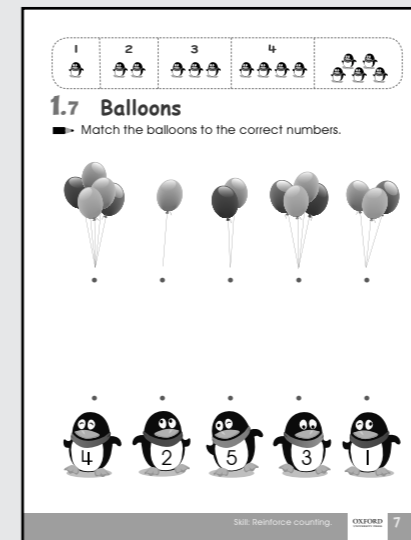 1 2 3 4
1.7 Balloons
Match the balloons to the correct numbers.
4 2 5 3 1
Skill: Reinforce counting. OXFORD 7